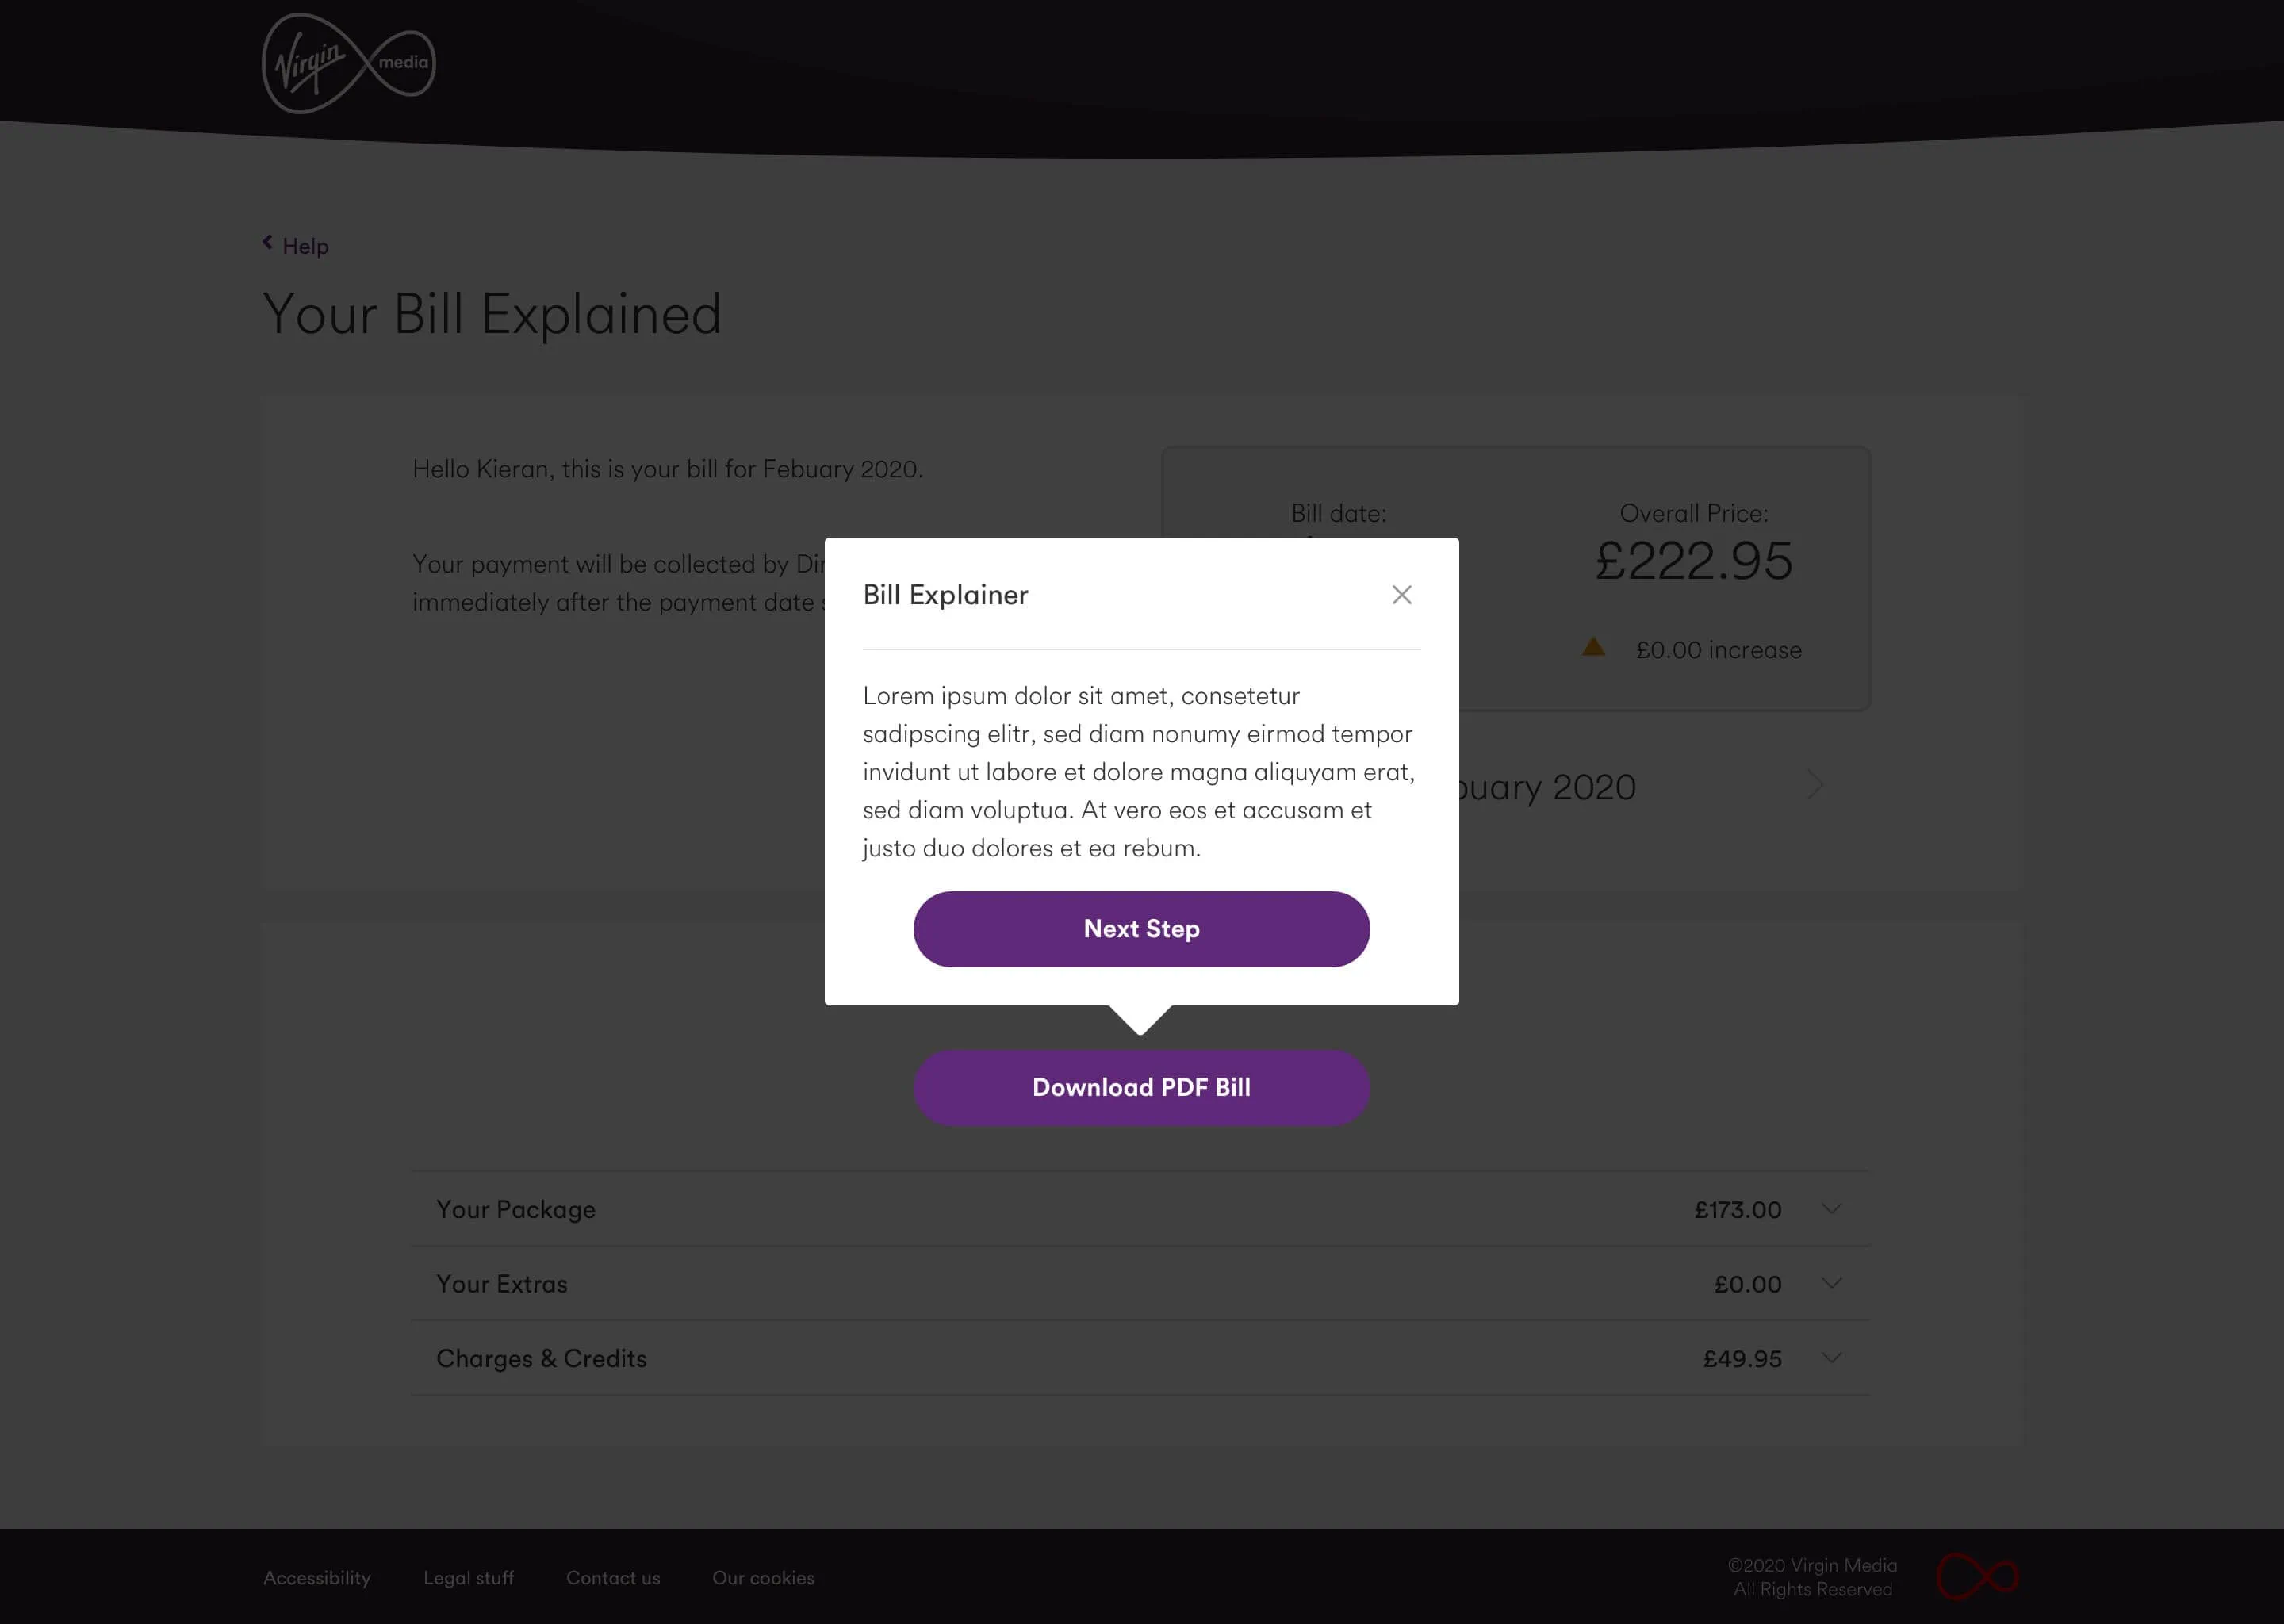 Virgin media
Help
Your Bill Explained
Hello Kieran, this is your bill for Febuary 2020.
Your payment will be collected by
immediately after the payment date
Bill date:
Overall Price:
£222.95
£0.00 increase
2020
Bill Explainer
Lorem ipsum dolor sit amet, consetetur
sadipscing elitr, sed diam nonumy eirmod tempor
invidunt ut labore et dolore magna aliquyam erat,
sed diam voluptua. At vero eos et accusam et
justo duo dolores et ea rebum.
Next Step
Download PDF Bill
Your Package £173.00
Your Extras £0.00
Charges & Credits £49.95
Accessibility Legal stuff Contact us Our cookies
©2020 Virgin Media
All Rights Reserved